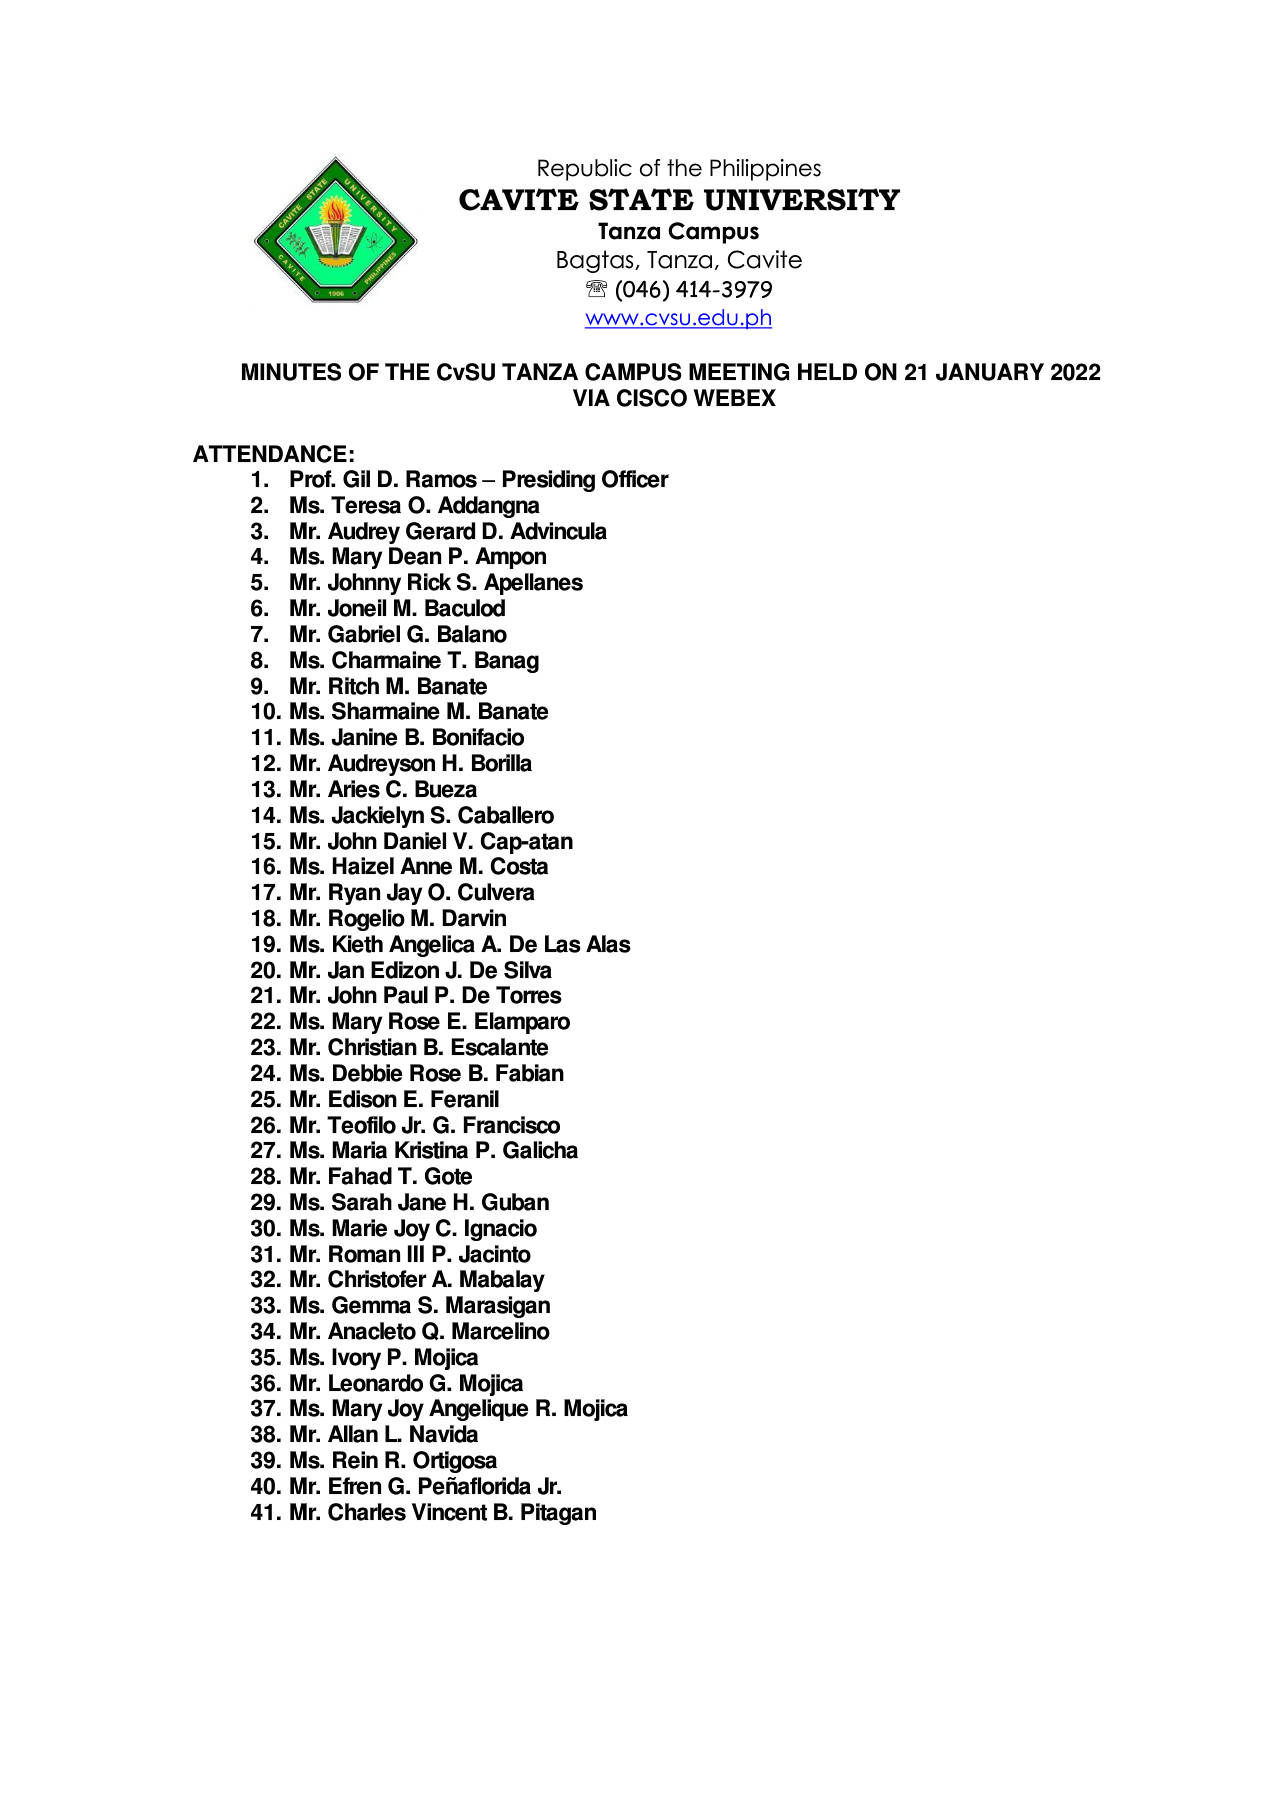 CAVITE STATE UNIVERSITY
CAVITE PHILIPPINES
1906
Republic of the Philippines
CAVITE STATE UNIVERSITY
Tanza Campus
Bagtas, Tanza, Cavite
☏ (046) 414-3979
www.cvsu.edu.ph
MINUTES OF THE CvSU TANZA CAMPUS MEETING HELD ON 21 JANUARY 2022
VIA CISCO WEBEX
ATTENDANCE:
1. Prof. Gil D. Ramos – Presiding Officer
2. Ms. Teresa O. Addangna
3. Mr. Audrey Gerard D. Advincula
4. Ms. Mary Dean P. Ampon
5. Mr. Johnny Rick S. Apellanes
6. Mr. Joneil M. Baculod
7. Mr. Gabriel G. Balano
8. Ms. Charmaine T. Banag
9. Mr. Ritch M. Banate
10. Ms. Sharmaine M. Banate
11. Ms. Janine B. Bonifacio
12. Mr. Audreyson H. Borilla
13. Mr. Aries C. Bueza
14. Ms. Jackielyn S. Caballero
15. Mr. John Daniel V. Cap-atan
16. Ms. Haizel Anne M. Costa
17. Mr. Ryan Jay O. Culvera
18. Mr. Rogelio M. Darvin
19. Ms. Kieth Angelica A. De Las Alas
20. Mr. Jan Edizon J. De Silva
21. Mr. John Paul P. De Torres
22. Ms. Mary Rose E. Elamparo
23. Mr. Christian B. Escalante
24. Ms. Debbie Rose B. Fabian
25. Mr. Edison E. Feranil
26. Mr. Teofilo Jr. G. Francisco
27. Ms. Maria Kristina P. Galicha
28. Mr. Fahad T. Gote
29. Ms. Sarah Jane H. Guban
30. Ms. Marie Joy C. Ignacio
31. Mr. Roman III P. Jacinto
32. Mr. Christofer A. Mabalay
33. Ms. Gemma S. Marasigan
34. Mr. Anacleto Q. Marcelino
35. Ms. Ivory P. Mojica
36. Mr. Leonardo G. Mojica
37. Ms. Mary Joy Angelique R. Mojica
38. Mr. Allan L. Navida
39. Ms. Rein R. Ortigosa
40. Mr. Efren G. Peñaflorida Jr.
41. Mr. Charles Vincent B. Pitagan